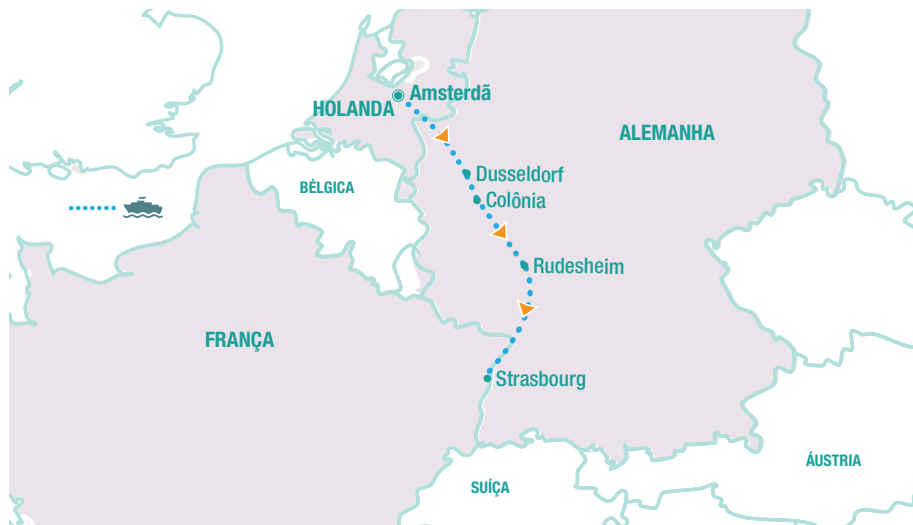 Amsterdã
HOLANDA
ALEMANHA
Dusseldorf
BÉLGICA
Colônia
Rudesheim
FRANÇA
Strasbourg
ÁUSTRIA
SUÍÇA